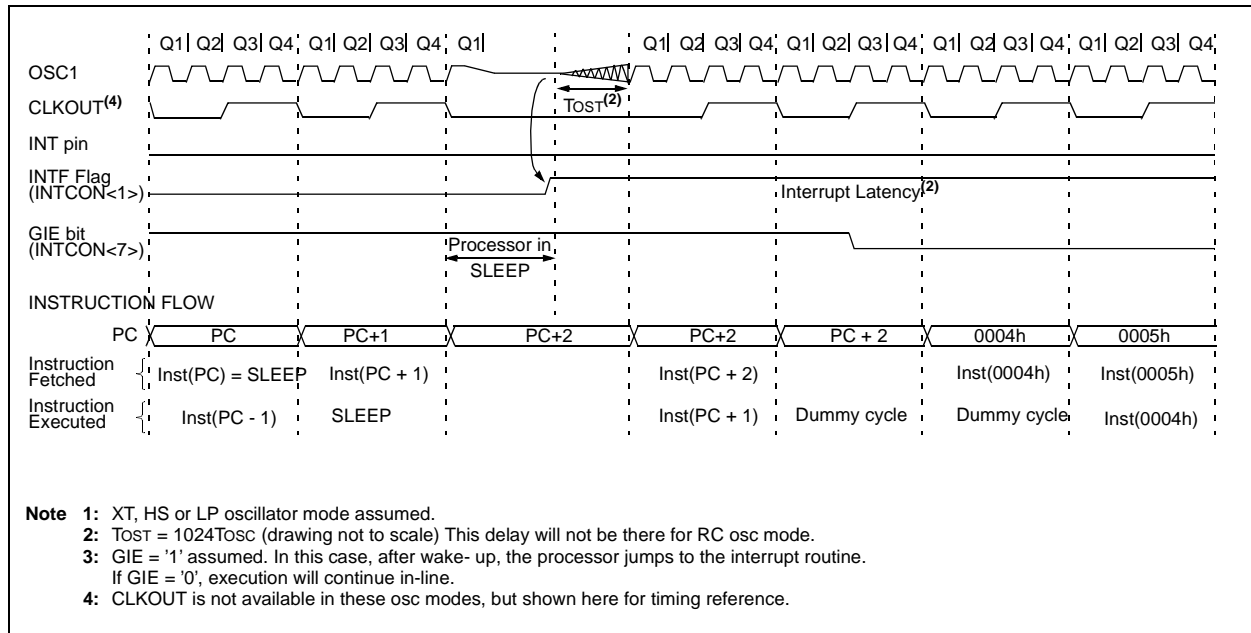 Q1 Q2 Q3 Q4 Q1 Q2 Q3 Q4 Q1 Q1 Q2 Q3 Q4 Q1 Q2 Q3 Q4 Q1 Q2 Q3 Q4 Q1 Q2 Q3 Q4
OSC1
CLKOUT(4)
TOST(2)
INT pin
INTF Flag
(INTCON<1>)
Interrupt Latency(2)
GIE bit
(INTCON<7>)
Processor in
SLEEP
INSTRUCTION FLOW
PC PC PC+1 PC+2 PC+2 PC + 2 0004h 0005h
Instruction
Fetched
Inst(PC) = SLEEP Inst(PC + 1) Inst(PC + 2) Inst(0004h) Inst(0005h)
Instruction
Executed
Inst(PC - 1) SLEEP Inst(PC + 1) Dummy cycle Dummy cycle Inst(0004h)
Note 1: XT, HS or LP oscillator mode assumed.
2: TOST = 1024TOSC (drawing not to scale) This delay will not be there for RC osc mode.
3: GIE = '1' assumed. In this case, after wake- up, the processor jumps to the interrupt routine.
If GIE = '0', execution will continue in-line.
4: CLKOUT is not available in these osc modes, but shown here for timing reference.